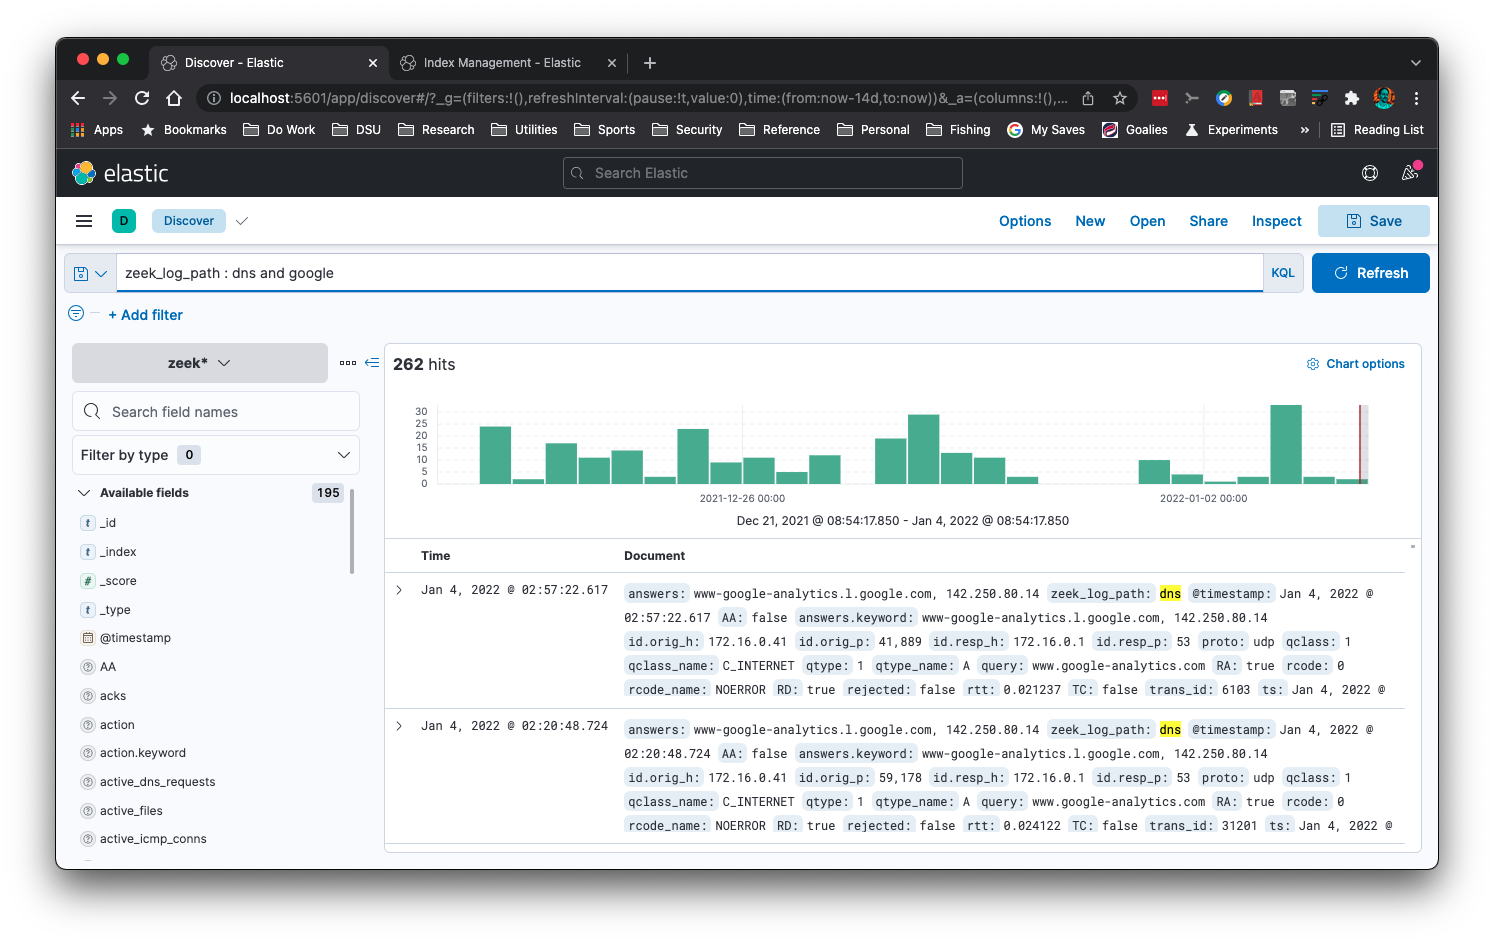 Discover - Elastic
Index Management - Elastic
localhost:5601/app/discover#/?_g=(filters:!(),refreshInterval:(pause:!t,value:0),time:(from:now-14d,to:now))&_a=(columns:!(),...
Apps Bookmarks Do Work DSU Research Utilities Sports Security Reference Personal Fishing My Saves Goalies Experiments » Reading List
elastic
Search Elastic
D Discover Options New Open Share Inspect Save
zeek_log_path : dns and google KQL Refresh
+ Add filter
zeek*
Search field names
Filter by type 0
Available fields 195
t _id
t _index
# _score
t _type
@timestamp
? AA
? acks
? action
? action.keyword
? active_dns_requests
? active_files
? active_icmp_conns
262 hits Chart options
30
25
20
15
10
5
0
2021-12-26 00:00 2022-01-02 00:00
Dec 21, 2021 @ 08:54:17.850 - Jan 4, 2022 @ 08:54:17.850
Time Document
Jan 4, 2022 @ 02:57:22.617 answers: www-google-analytics.l.google.com, 142.250.80.14 zeek_log_path: dns @timestamp: Jan 4, 2022 @
02:57:22.617 AA: false answers.keyword: www-google-analytics.l.google.com, 142.250.80.14
id.orig_h: 172.16.0.41 id.orig_p: 41,889 id.resp_h: 172.16.0.1 id.resp_p: 53 proto: udp qclass: 1
qclass_name: C_INTERNET qtype: 1 qtype_name: A query: www.google-analytics.com RA: true rcode: 0
rcode_name: NOERROR RD: true rejected: false rtt: 0.021237 TC: false trans_id: 6103 ts: Jan 4, 2022 @
Jan 4, 2022 @ 02:20:48.724 answers: www-google-analytics.l.google.com, 142.250.80.14 zeek_log_path: dns @timestamp: Jan 4, 2022 @
02:20:48.724 AA: false answers.keyword: www-google-analytics.l.google.com, 142.250.80.14
id.orig_h: 172.16.0.41 id.orig_p: 59,178 id.resp_h: 172.16.0.1 id.resp_p: 53 proto: udp qclass: 1
qclass_name: C_INTERNET qtype: 1 qtype_name: A query: www.google-analytics.com RA: true rcode: 0
rcode_name: NOERROR RD: true rejected: false rtt: 0.024122 TC: false trans_id: 31201 ts: Jan 4, 2022 @